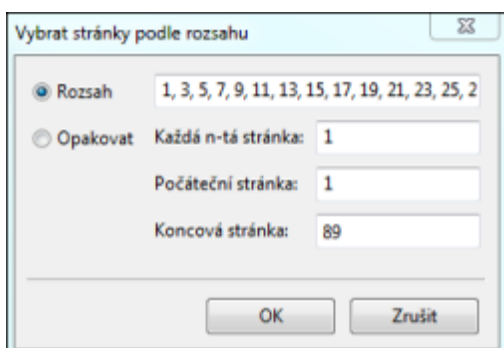 Vybrat stránky podle rozsahu
Rozsah 1, 3, 5, 7, 9, 11, 13, 15, 17, 19, 21, 23, 25, 2
Opakovat Každá n-tá stránka: 1
Počáteční stránka: 1
Koncová stránka: 89
OK Zrušit